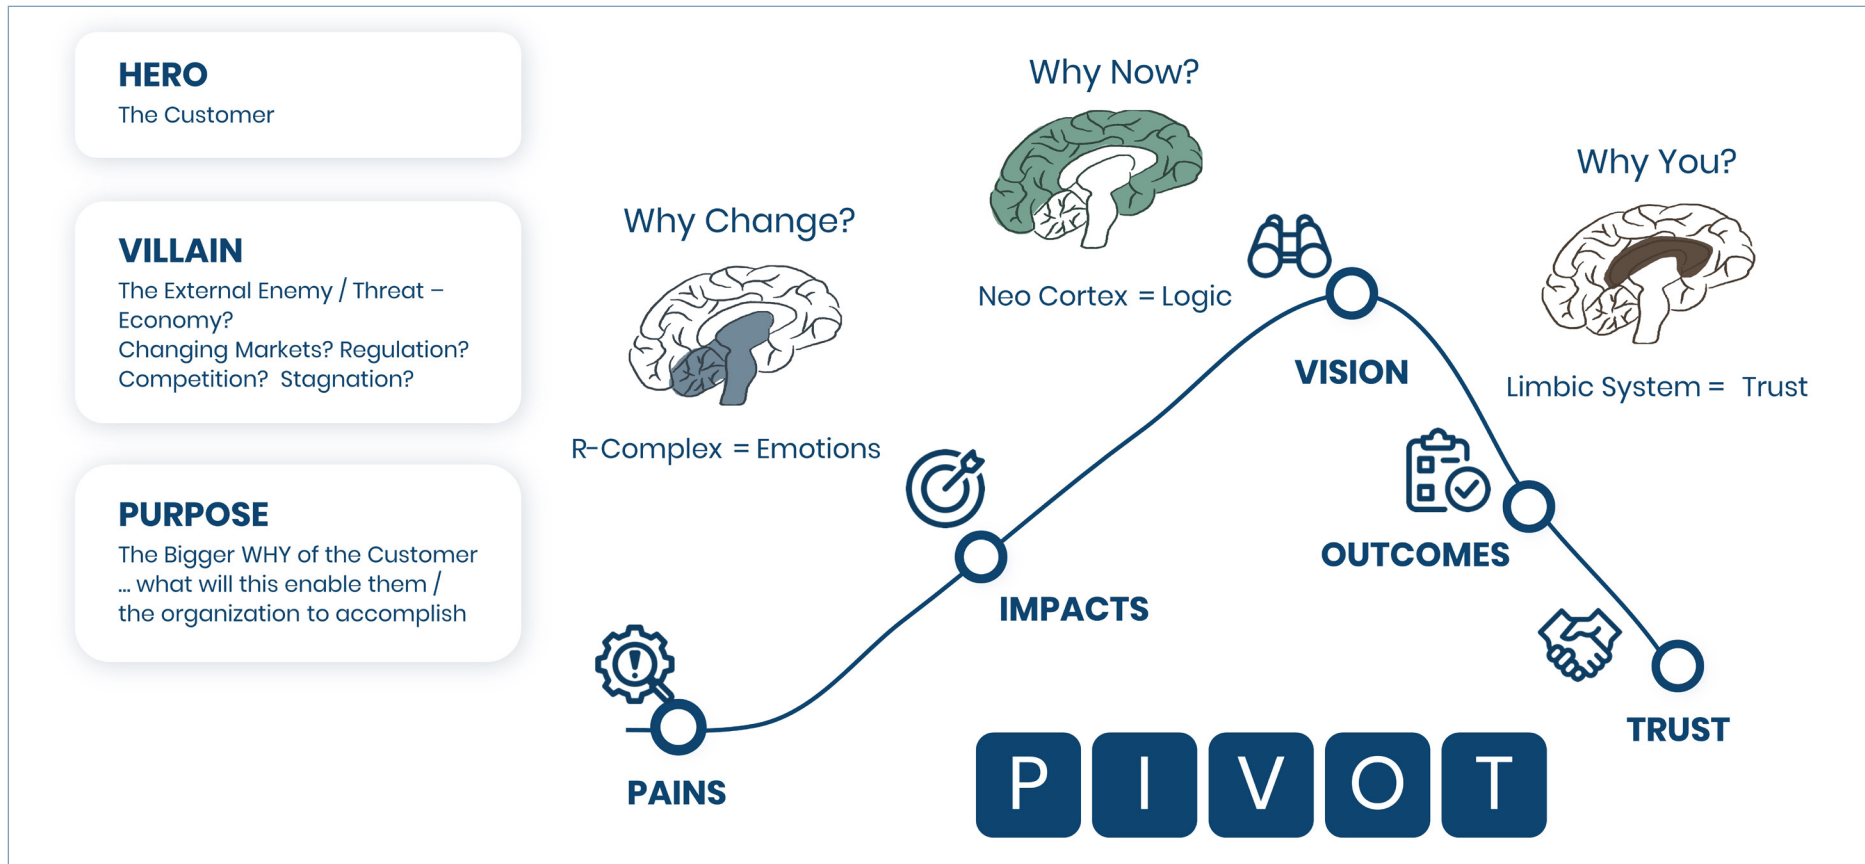 HERO
The Customer
VILLAIN
The External Enemy / Threat –
Economy?
Changing Markets? Regulation?
Competition? Stagnation?
PURPOSE
The Bigger WHY of the Customer
... what will this enable them /
the organization to accomplish
Why Change?
R-Complex = Emotions
Why Now?
Neo Cortex = Logic
Why You?
Limbic System = Trust
PAINS
IMPACTS
VISION
OUTCOMES
TRUST
P I V O T